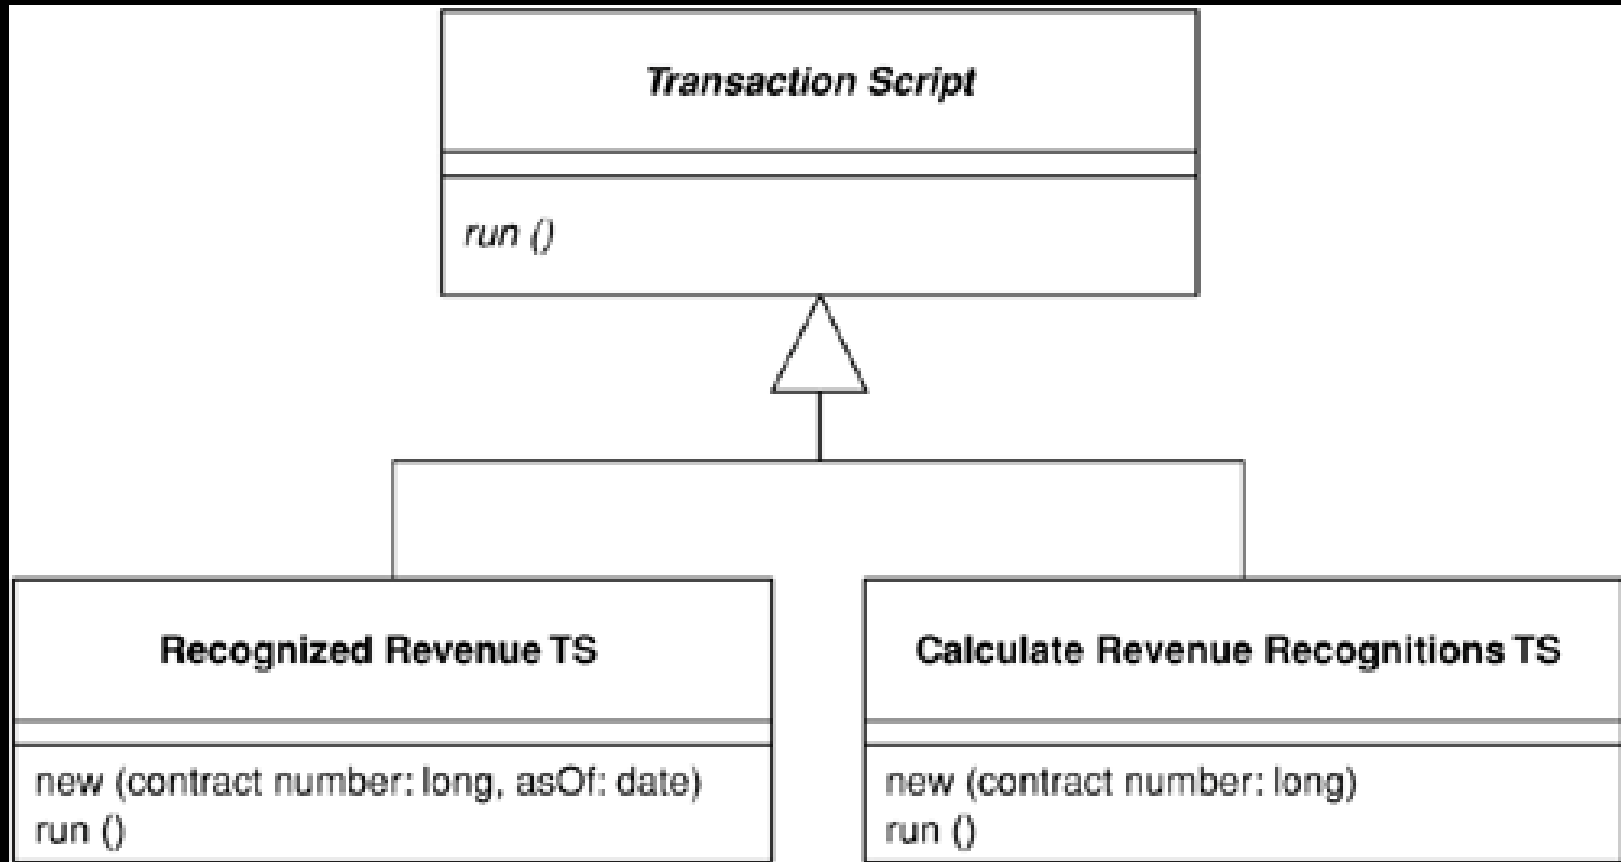 Transaction Script
run ()
Recognized Revenue TS
new (contract number: long, asOf: date)
run ()
Calculate Revenue Recognitions TS
new (contract number: long)
run ()